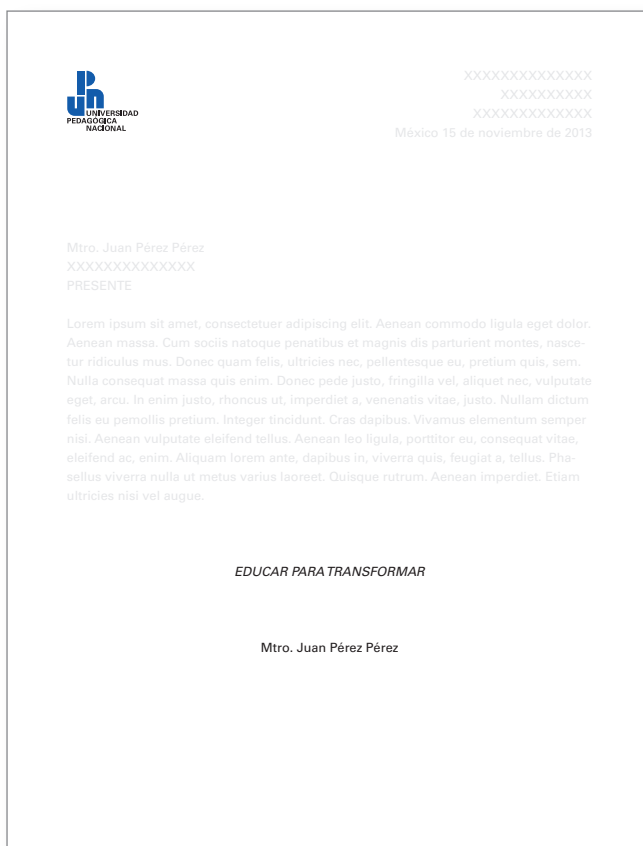 UPN
UNIVERSIDAD
PEDAGÓGICA
NACIONAL
XXXXXXXXXXXXXX
XXXXXXXXXX
XXXXXXXXXXXXX
México 15 de noviembre de 2013
Mtro. Juan Pérez Pérez
XXXXXXXXXXXXXX
PRESENTE
Lorem ipsum sit amet, consectetuer adipiscing elit. Aenean commodo ligula eget dolor.
Aenean massa. Cum sociis natoque penatibus et magnis dis parturient montes, nasce-
tur ridiculus mus. Donec quam felis, ultricies nec, pellentesque eu, pretium quis, sem.
Nulla consequat massa quis enim. Donec pede justo, fringilla vel, aliquet nec, vulputate
eget, arcu. In enim justo, rhoncus ut, imperdiet a, venenatis vitae, justo. Nullam dictum
felis eu pemollis pretium. Integer tincidunt. Cras dapibus. Vivamus elementum semper
nisi. Aenean vulputate eleifend tellus. Aenean leo ligula, porttitor eu, consequat vitae,
eleifend ac, enim. Aliquam lorem ante, dapibus in, viverra quis, feugiat a, tellus. Pha-
sellus viverra nulla ut metus varius laoreet. Quisque rutrum. Aenean imperdiet. Etiam
ultricies nisi vel augue.
EDUCAR PARA TRANSFORMAR
Mtro. Juan Pérez Pérez